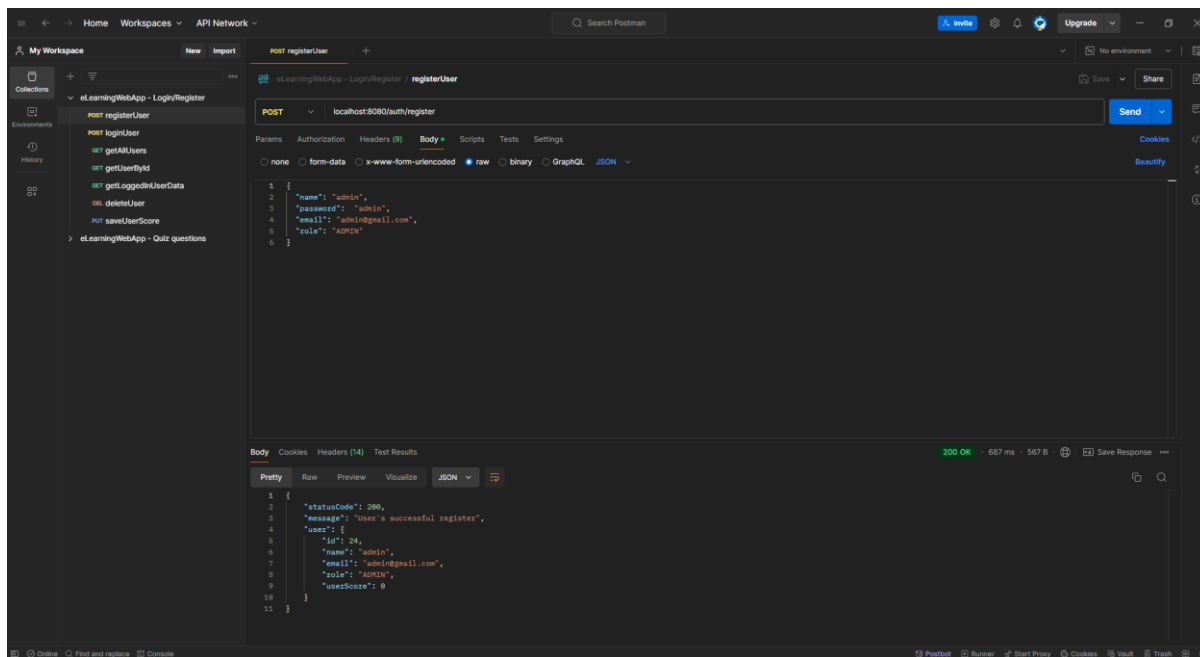 Home Workspaces API Network Search Postman Invite Upgrade
My Workspace New Import POST registerUser No environment
Collections
Environments
History
eLearningWebApp - Login/Register
POST registerUser
POST loginUser
GET getAllUsers
GET getUserById
GET getLoggedInUserData
DEL deleteUser
PUT saveUserScore
eLearningWebApp - Quiz questions
eLearningWebApp - Login/Register / registerUser Save Share
POST localhost:8080/auth/register Send
Params Authorization Headers (9) Body Scripts Tests Settings Cookies
none form-data x-www-form-urlencoded raw binary GraphQL JSON Beautify
1 {
2 "name": "admin",
3 "password": "admin",
4 "email": "admin@gmail.com",
5 "role": "ADMIN"
6 }
Body Cookies Headers (14) Test Results 200 OK 687 ms 567 B Save Response
Pretty Raw Preview Visualize JSON
1 {
2 "statusCode": 200,
3 "message": "User's successful register",
4 "user": {
5 "id": 24,
6 "name": "admin",
7 "email": "admin@gmail.com",
8 "role": "ADMIN",
9 "userScore": 0
10 }
11 }
Online Find and replace Console Postbot Runner Start Proxy Cookies Vault Trash